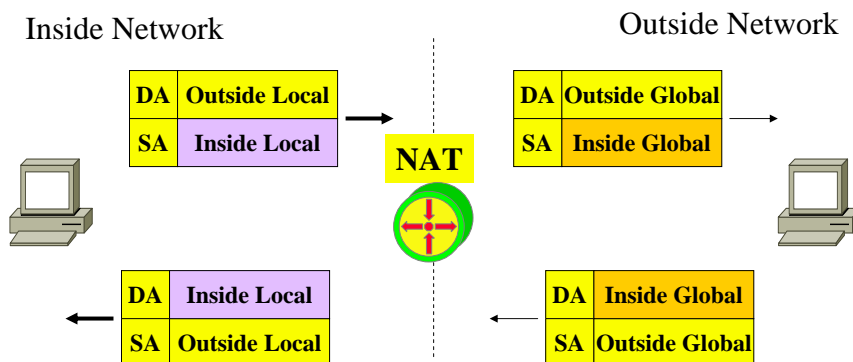 Inside Network
Outside Network
DA Outside Local
SA Inside Local
DA Outside Global
SA Inside Global
NAT
DA Inside Local
SA Outside Local
DA Inside Global
SA Outside Global